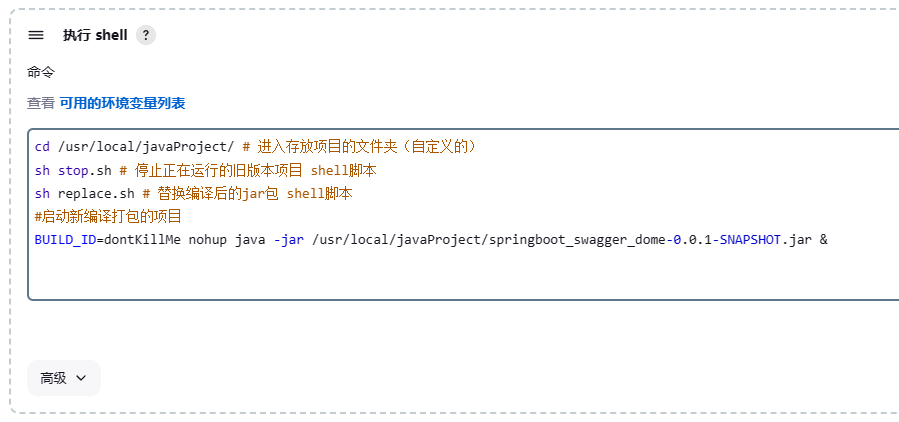 执行 shell ?
命令
查看 可用的环境变量列表
cd /usr/local/javaProject/ # 进入存放项目的文件夹（自定义的）
sh stop.sh # 停止正在运行的旧版本项目 shell脚本
sh replace.sh # 替换编译后的jar包 shell脚本
#启动新编译打包的项目
BUILD_ID=dontKillMe nohup java -jar /usr/local/javaProject/springboot_swagger_dome-0.0.1-SNAPSHOT.jar &
高级